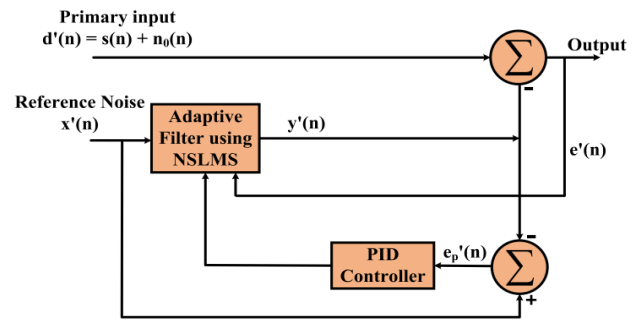 Primary input
d'(n) = s(n) + n₀(n)
Σ
Output
-
Reference Noise
x'(n)
Adaptive
Filter using
NSLMS
y'(n)
e'(n)
-
PID
Controller
eₚ'(n)
Σ
+